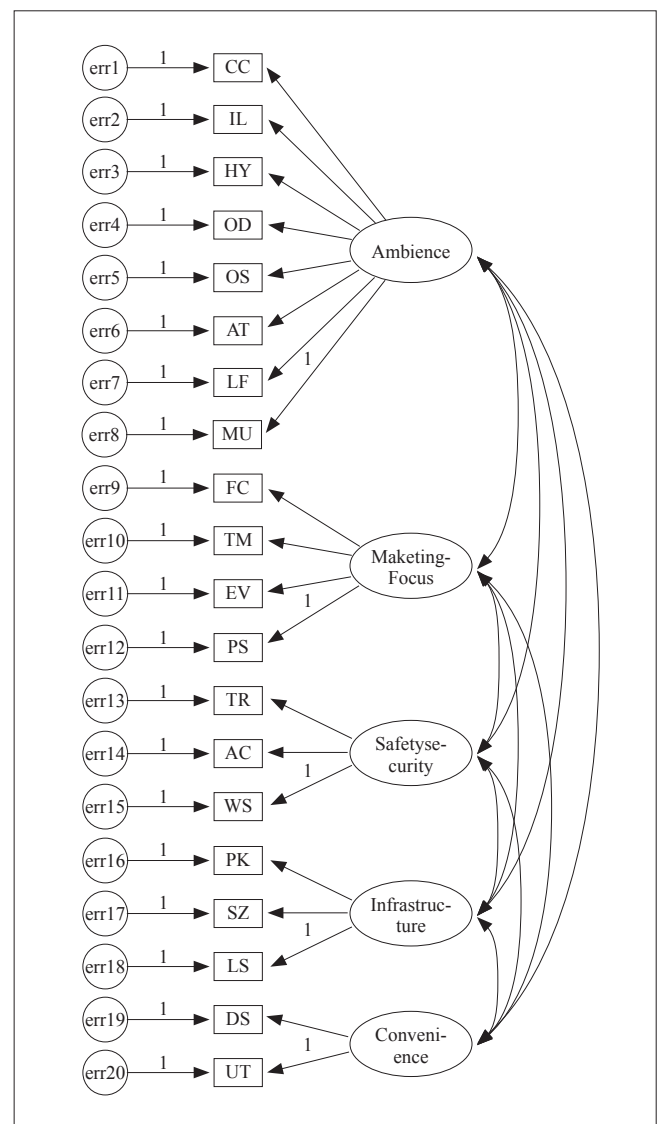 err1 1 CC
err2 1 IL
err3 1 HY
err4 1 OD
Ambience
err5 1 OS
err6 1 AT
1
err7 1 LF
err8 1 MU
err9 1 FC
err10 1 TM
Maketing-
Focus
err11 1 EV
1
err12 1 PS
err13 1 TR
err14 1 AC
Safetyse-
curity
1
err15 1 WS
err16 1 PK
err17 1 SZ
Infrastruc-
ture
1
err18 1 LS
err19 1 DS
Conveni-
ence
1
err20 1 UT